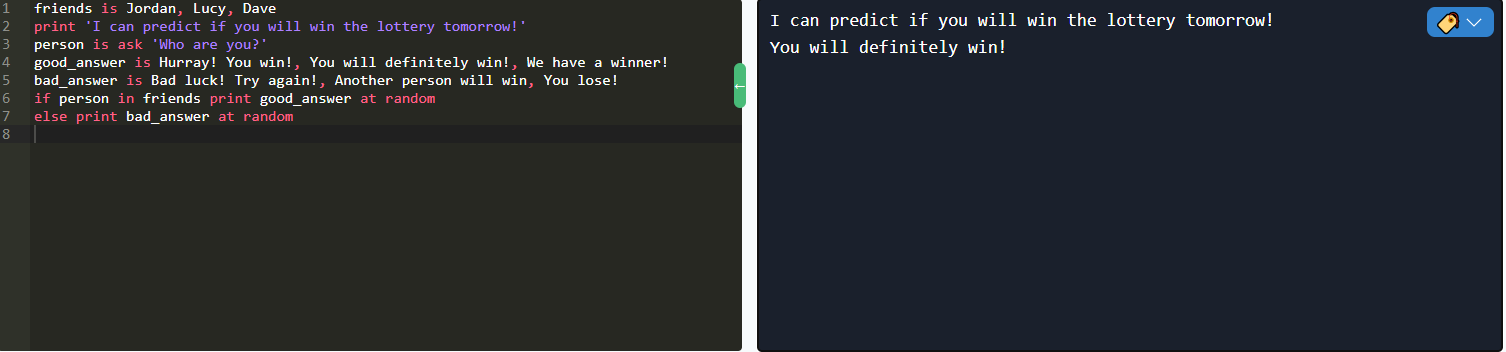 1 friends is Jordan, Lucy, Dave
2 print 'I can predict if you will win the lottery tomorrow!'
3 person is ask 'Who are you?'
4 good_answer is Hurray! You win!, You will definitely win!, We have a winner!
5 bad_answer is Bad luck! Try again!, Another person will win, You lose!
6 if person in friends print good_answer at random
7 else print bad_answer at random
8
I can predict if you will win the lottery tomorrow!
You will definitely win!